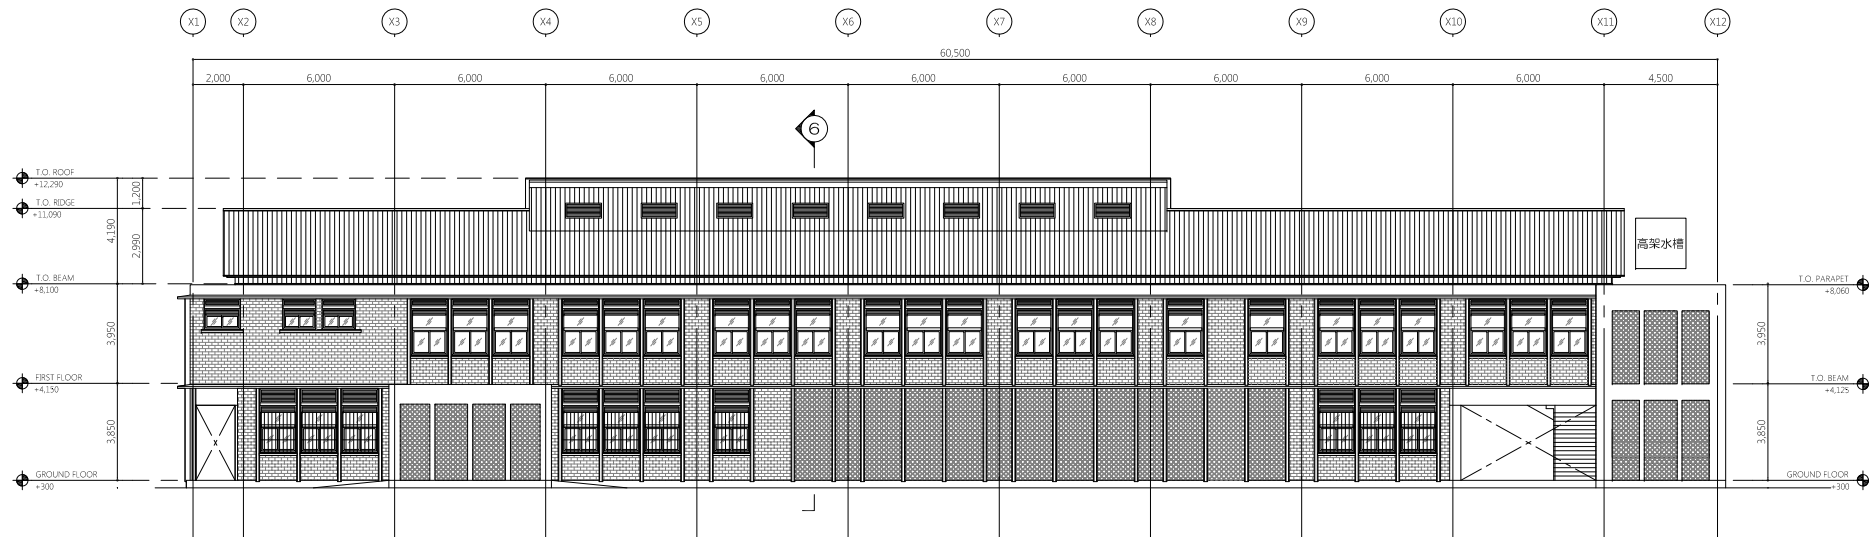 X1 X2 X3 X4 X5 X6 X7 X8 X9 X10 X11 X12
60,500
2,000 6,000 6,000 6,000 6,000 6,000 6,000 6,000 6,000 6,000 4,500
6
T.O. ROOF
+12,290
1,200
T.O. RIDGE
+11,090
4,190
2,990
高架水槽
T.O. BEAM
+8,100
T.O. PARAPET
+8,060
3,950
3,950
FIRST FLOOR
+4,150
T.O. BEAM
+4,125
3,850
3,850
X
X
GROUND FLOOR
+300
GROUND FLOOR
+300